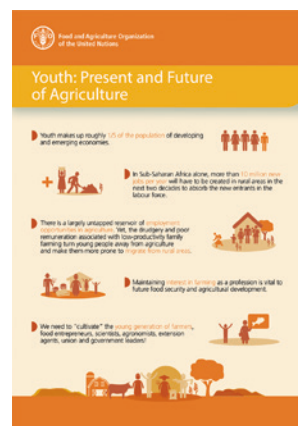 Food and Agriculture Organization
of the United Nations
Youth: Present and Future
of Agriculture
Youth makes up roughly 1/5 of the population of developing
and emerging economies.
In Sub-Saharan Africa alone, more than 10 million new
jobs per year will have to be created in rural areas in the
next two decades to absorb the new entrants in the
labour force.
There is a largely untapped reservoir of employment
opportunities in agriculture. Yet, the drudgery and poor
remuneration associated with low-productivity family
farming turn young people away from agriculture
and make them more prone to migrate from rural areas.
Maintaining interest in farming as a profession is vital to
future food security and agricultural development.
We need to "cultivate" the young generation of farmers,
food entrepreneurs, scientists, agronomists, extension
agents, union and government leaders!